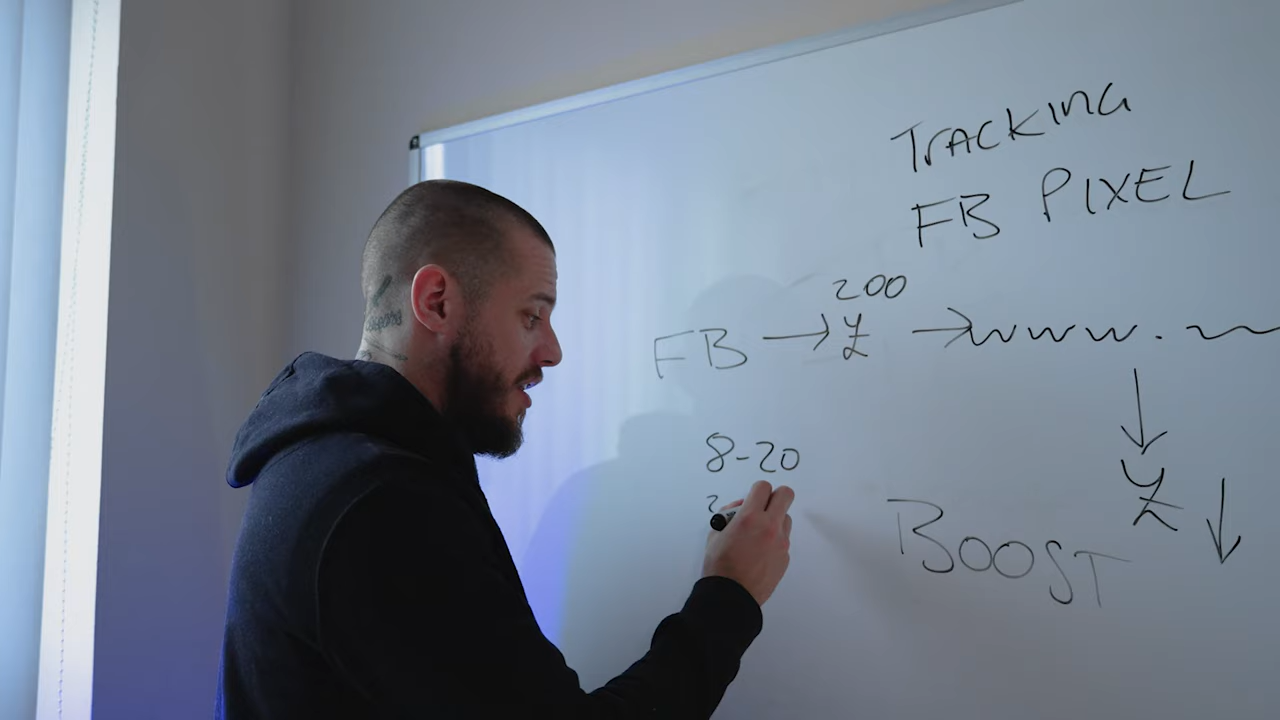 TRACKING
FB PIXEL
200
FB → £ → www.
↓
8-20
£ ↓
BOOST